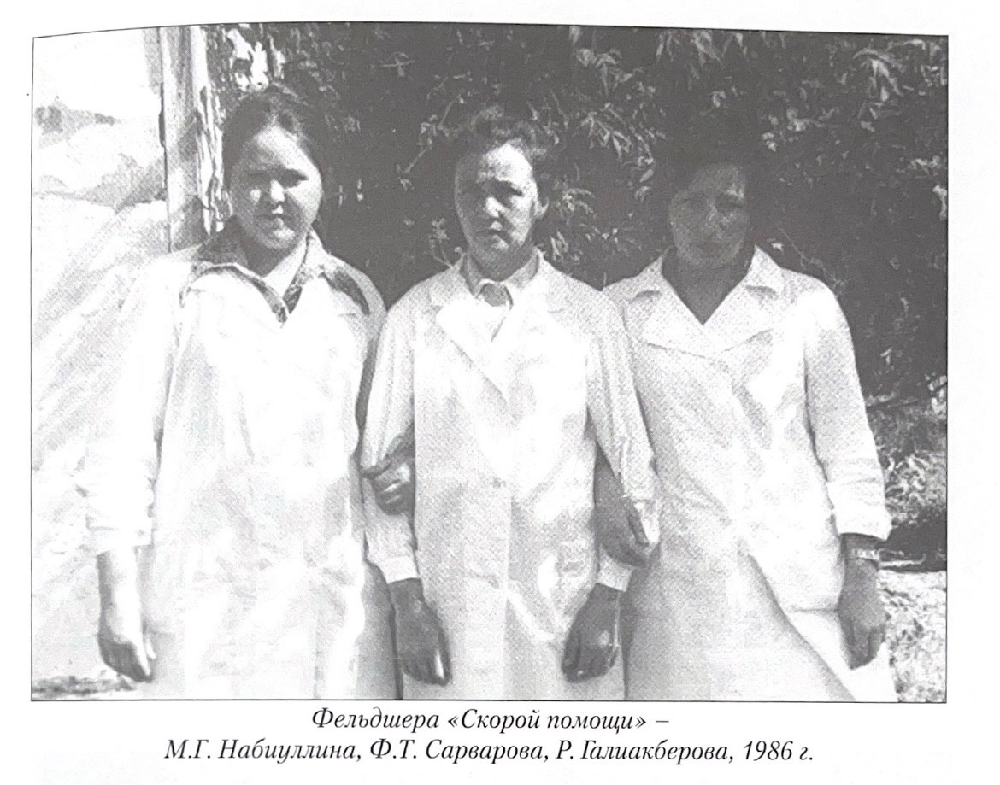 Фельдшера «Скорой помощи» –
М.Г. Набиуллина, Ф.Т. Сарварова, Р. Галиакберова, 1986 г.